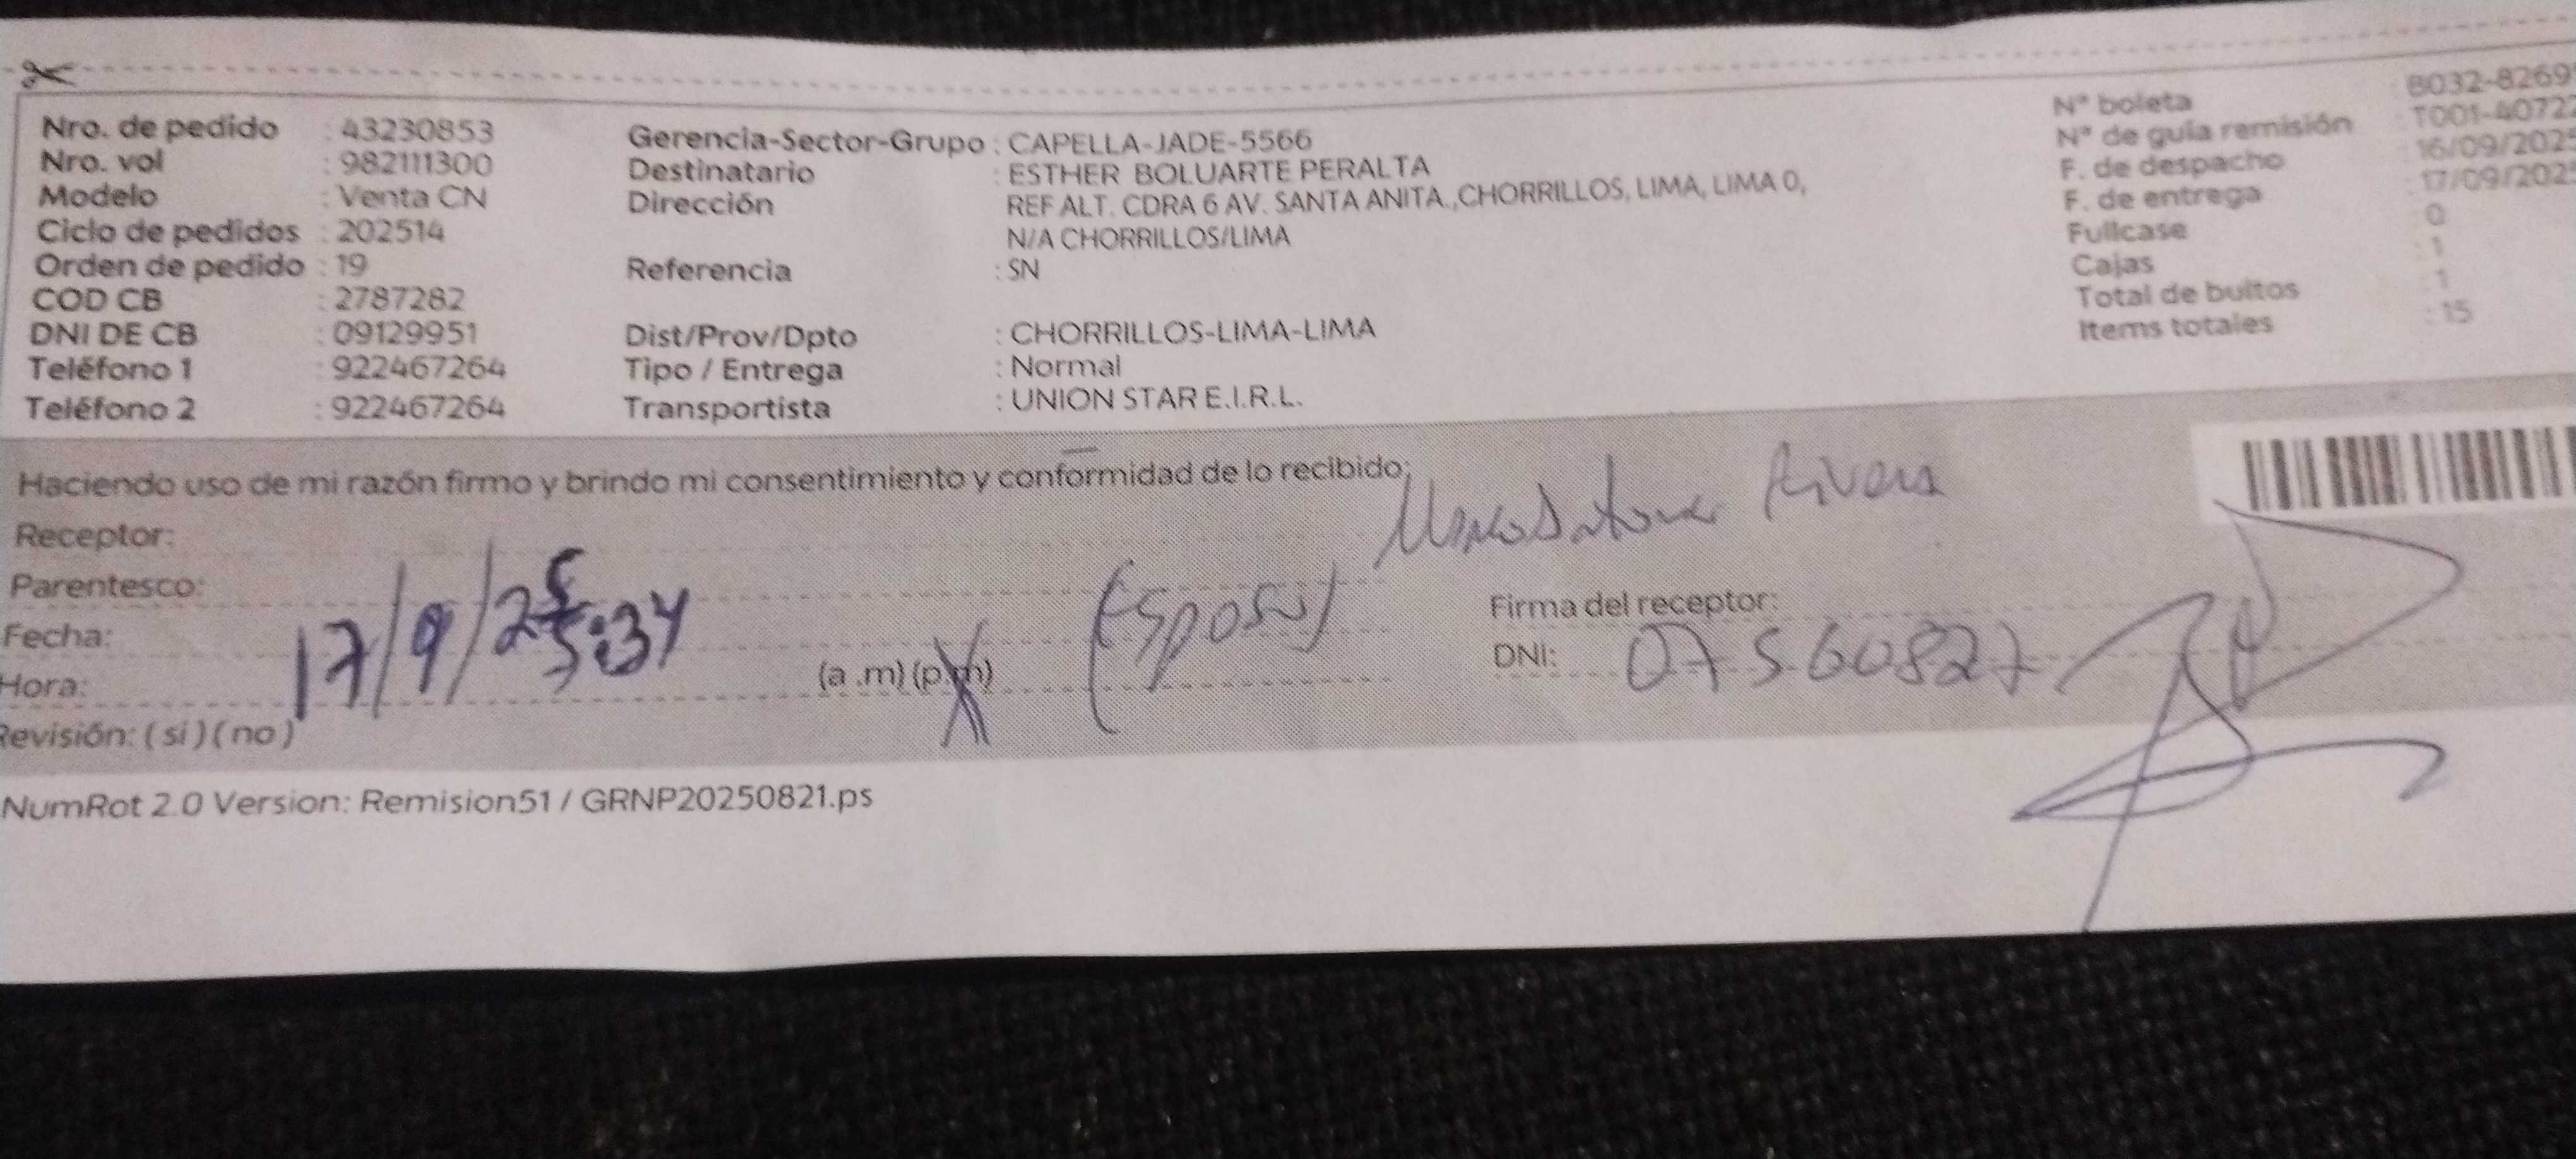 Nro. de pedido : 43230853
Nro. vol : 982111300
Modelo : Venta CN
Ciclo de pedidos : 202514
Orden de pedido : 19
COD CB : 2787282
DNI DE CB : 09129951
Teléfono 1 : 922467264
Teléfono 2 : 922467264
Gerencia-Sector-Grupo : CAPELLA-JADE-5566
Destinatario : ESTHER BOLUARTE PERALTA
Dirección REF ALT. CDRA 6 AV. SANTA ANITA.,CHORRILLOS, LIMA, LIMA 0,
N/A CHORRILLOS/LIMA
Referencia : SN
Dist/Prov/Dpto : CHORRILLOS-LIMA-LIMA
Tipo / Entrega : Normal
Transportista : UNION STAR E.I.R.L.
N° boleta : B032-8269
N° de guía remisión : T001-4072
F. de despacho : 16/09/202
F. de entrega : 17/09/202
Fullcase 0
Cajas : 1
Total de bultos : 1
Items totales : 15
Haciendo uso de mi razón firmo y brindo mi consentimiento y conformidad de lo recibido;
Rivera
Receptor:
Parentesco:
(Esposo)
Fecha: 17/9/25
Hora: 5:34 (a .m) (p.m)
Revisión: ( si ) ( no )
Firma del receptor:
DNI: 07560827
NumRot 2.0 Version: Remision51 / GRNP20250821.ps